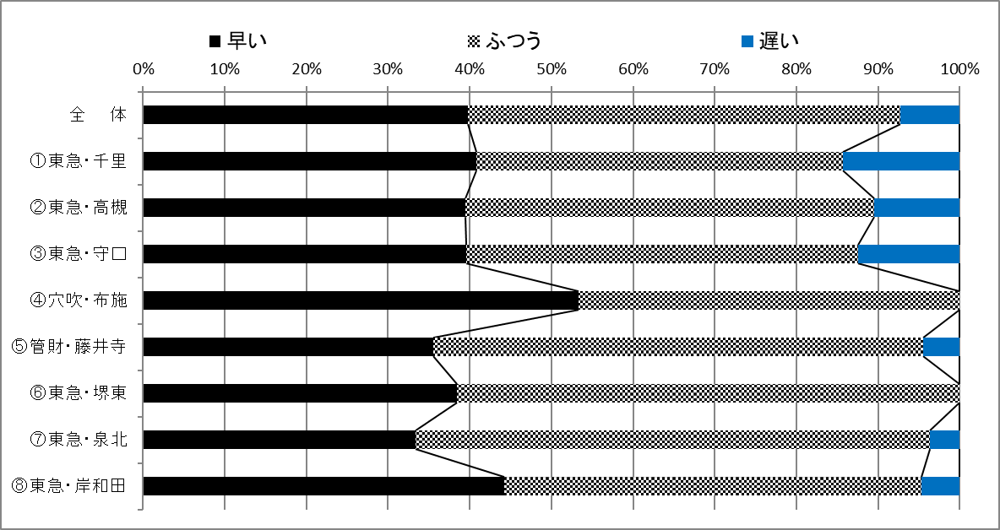 早い ふつう 遅い
0% 10% 20% 30% 40% 50% 60% 70% 80% 90% 100%
全 体
①東急・千里
②東急・高槻
③東急・守口
④穴吹・布施
⑤管財・藤井寺
⑥東急・堺東
⑦東急・泉北
⑧東急・岸和田